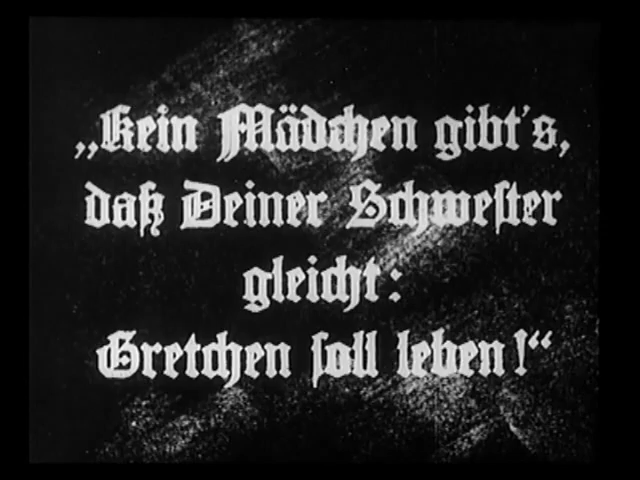 „Kein Mädchen gibt's,
daß Deiner Schwester
gleicht:
Gretchen soll leben!“